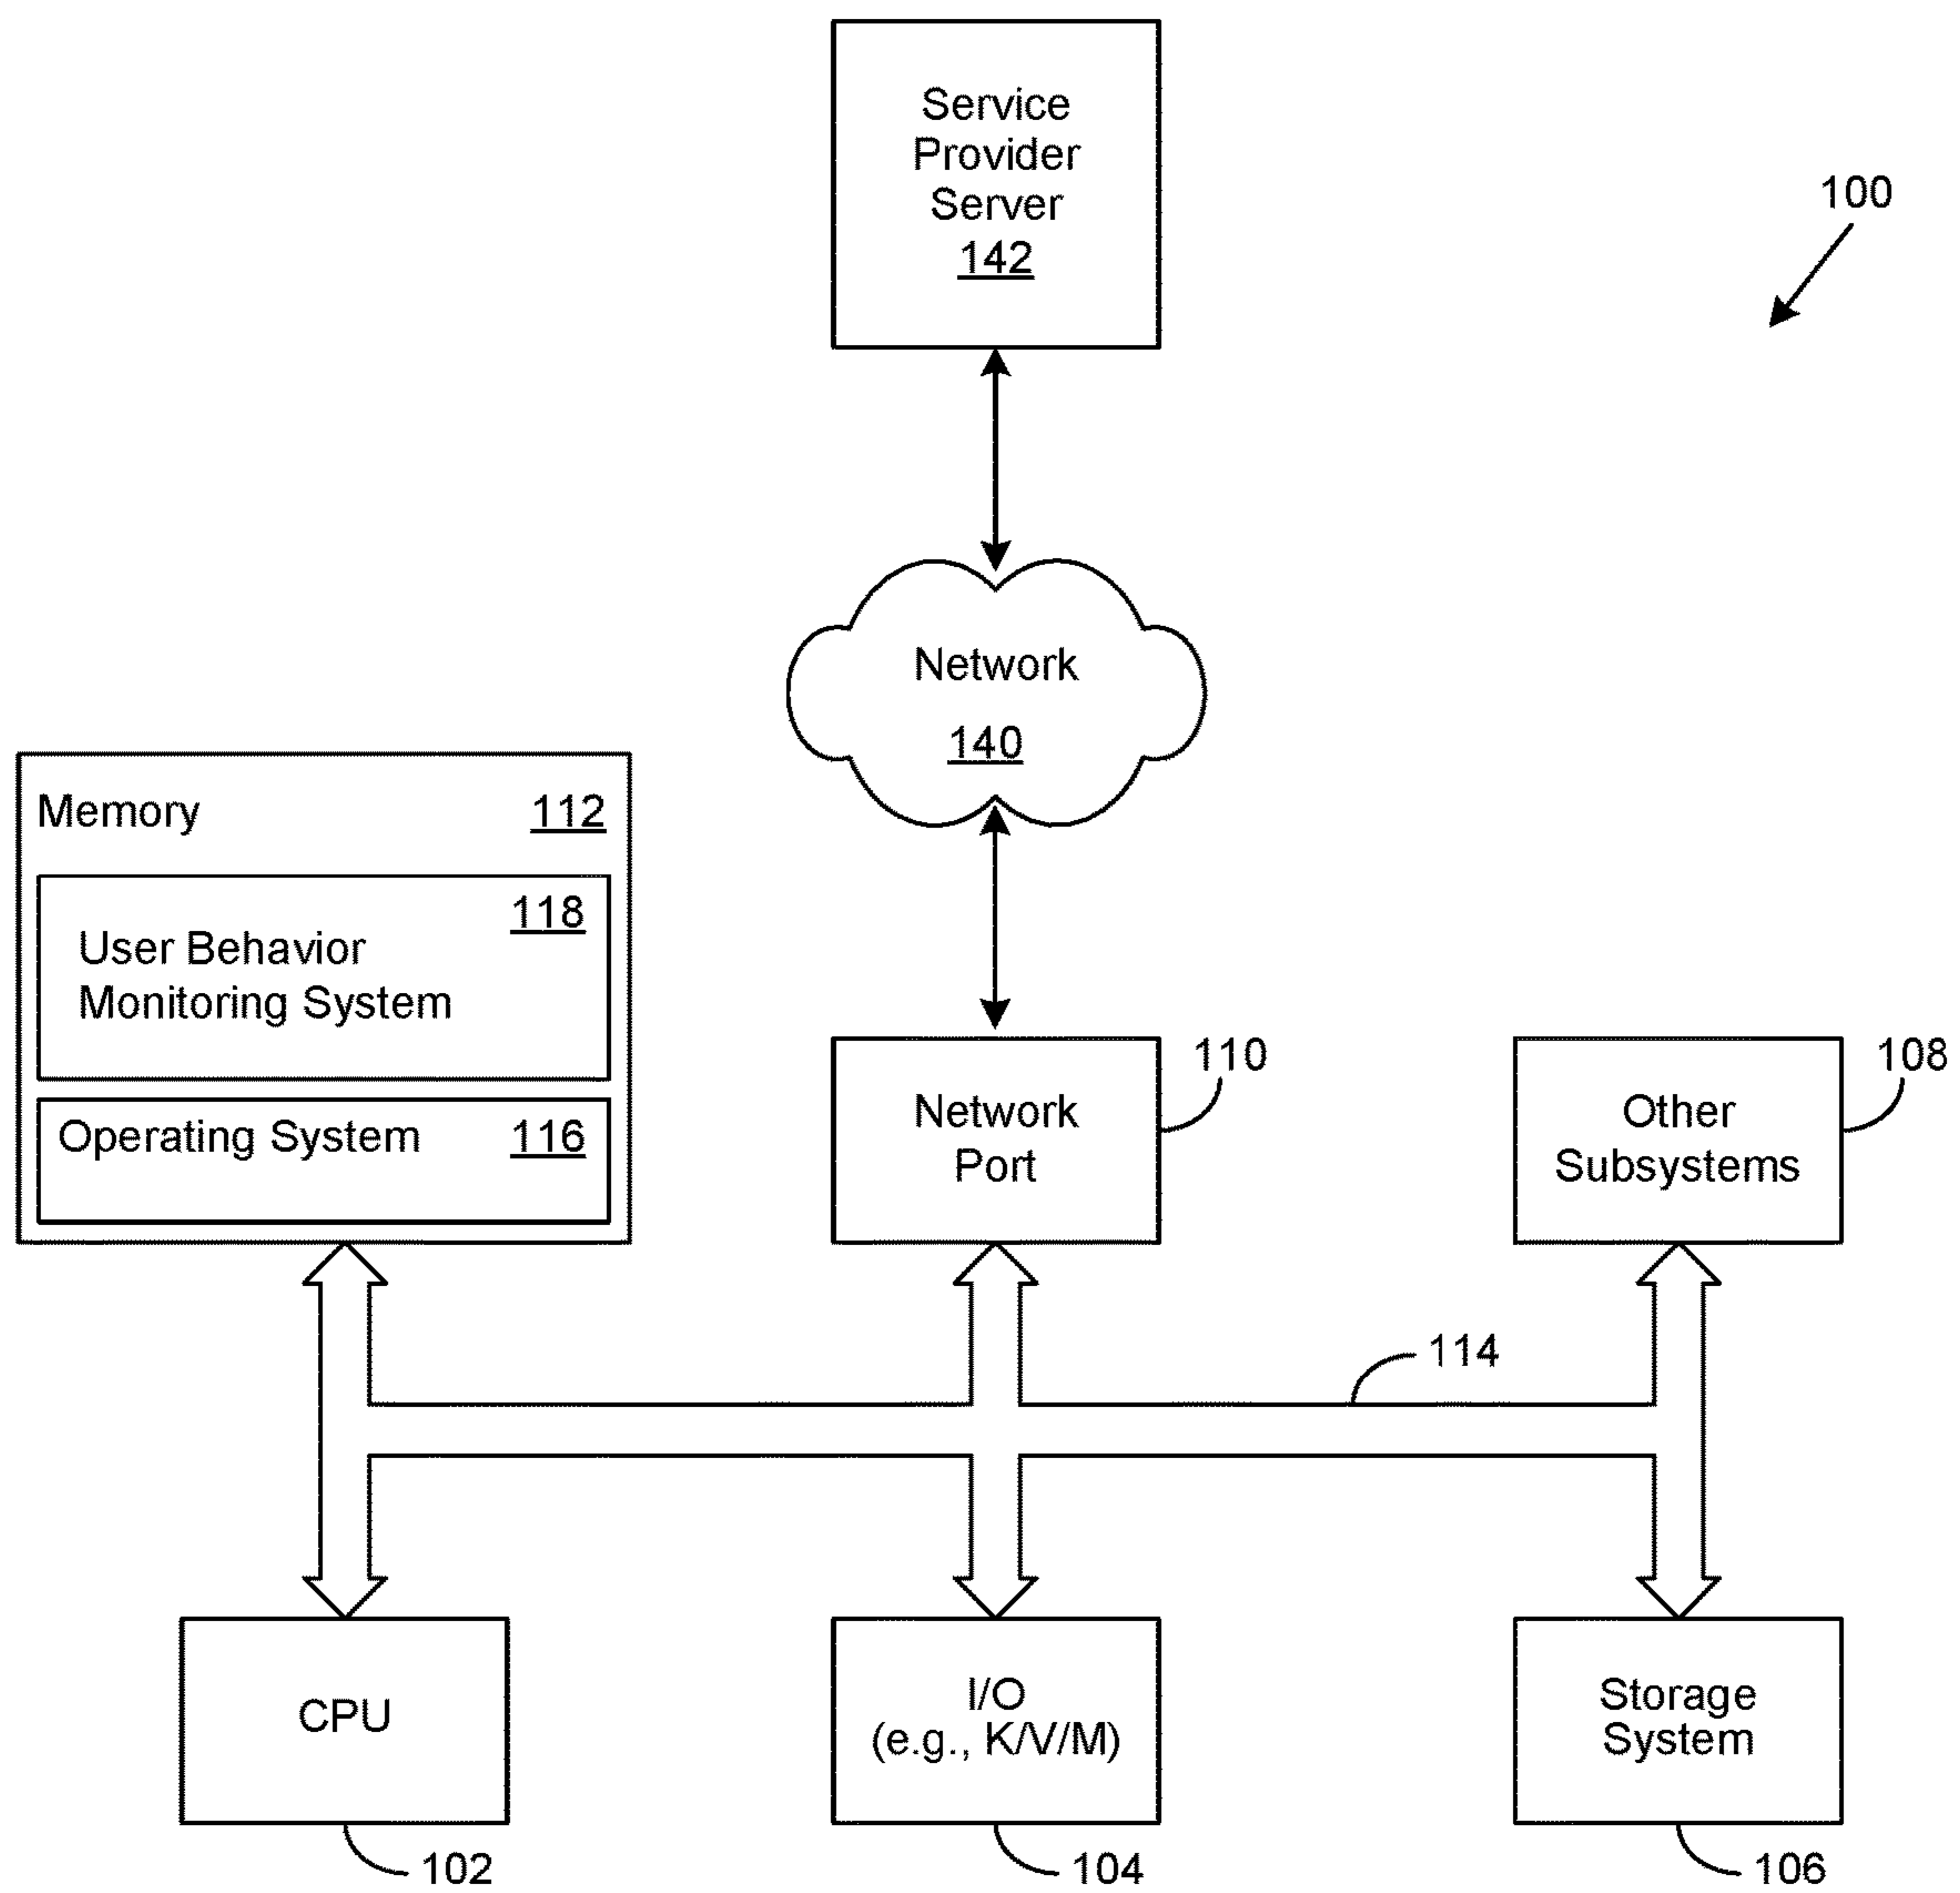 Service
Provider
Server
142
100
Network
140
Memory 112
118
User Behavior
Monitoring System
Operating System 116
Network
Port
110
Other
Subsystems
108
114
CPU
102
I/O
(e.g., K/V/M)
104
Storage
System
106